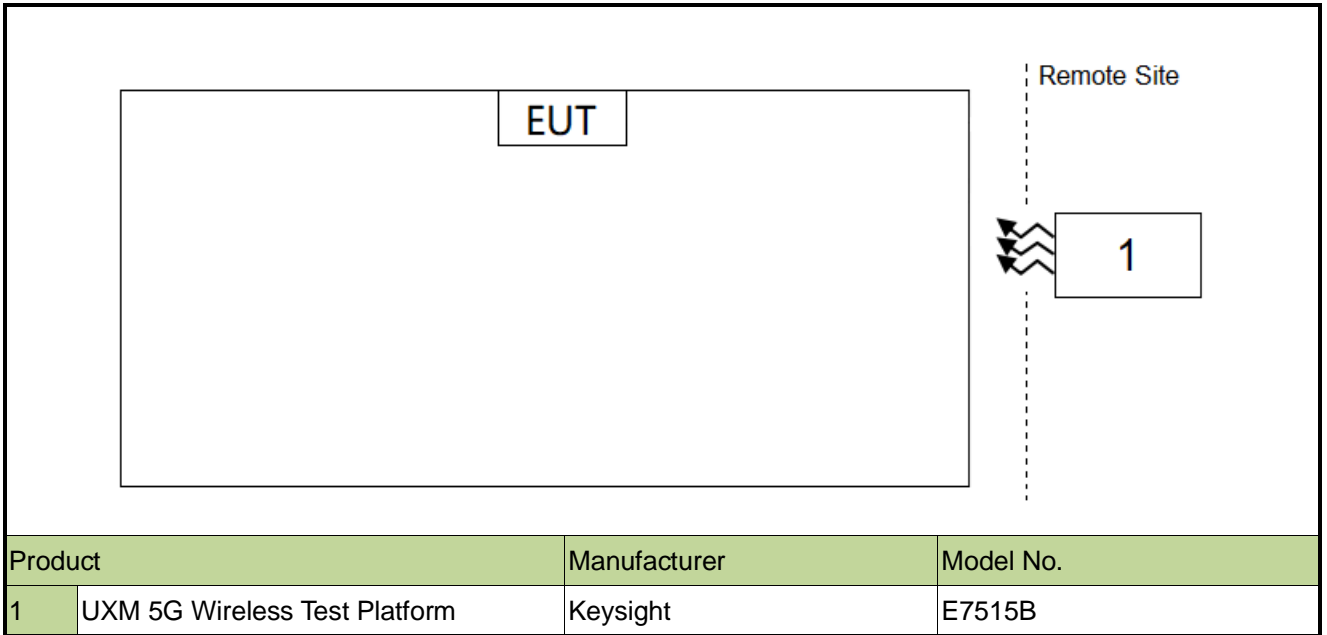 Remote Site
EUT
1
Product Manufacturer Model No.
1 UXM 5G Wireless Test Platform Keysight E7515B